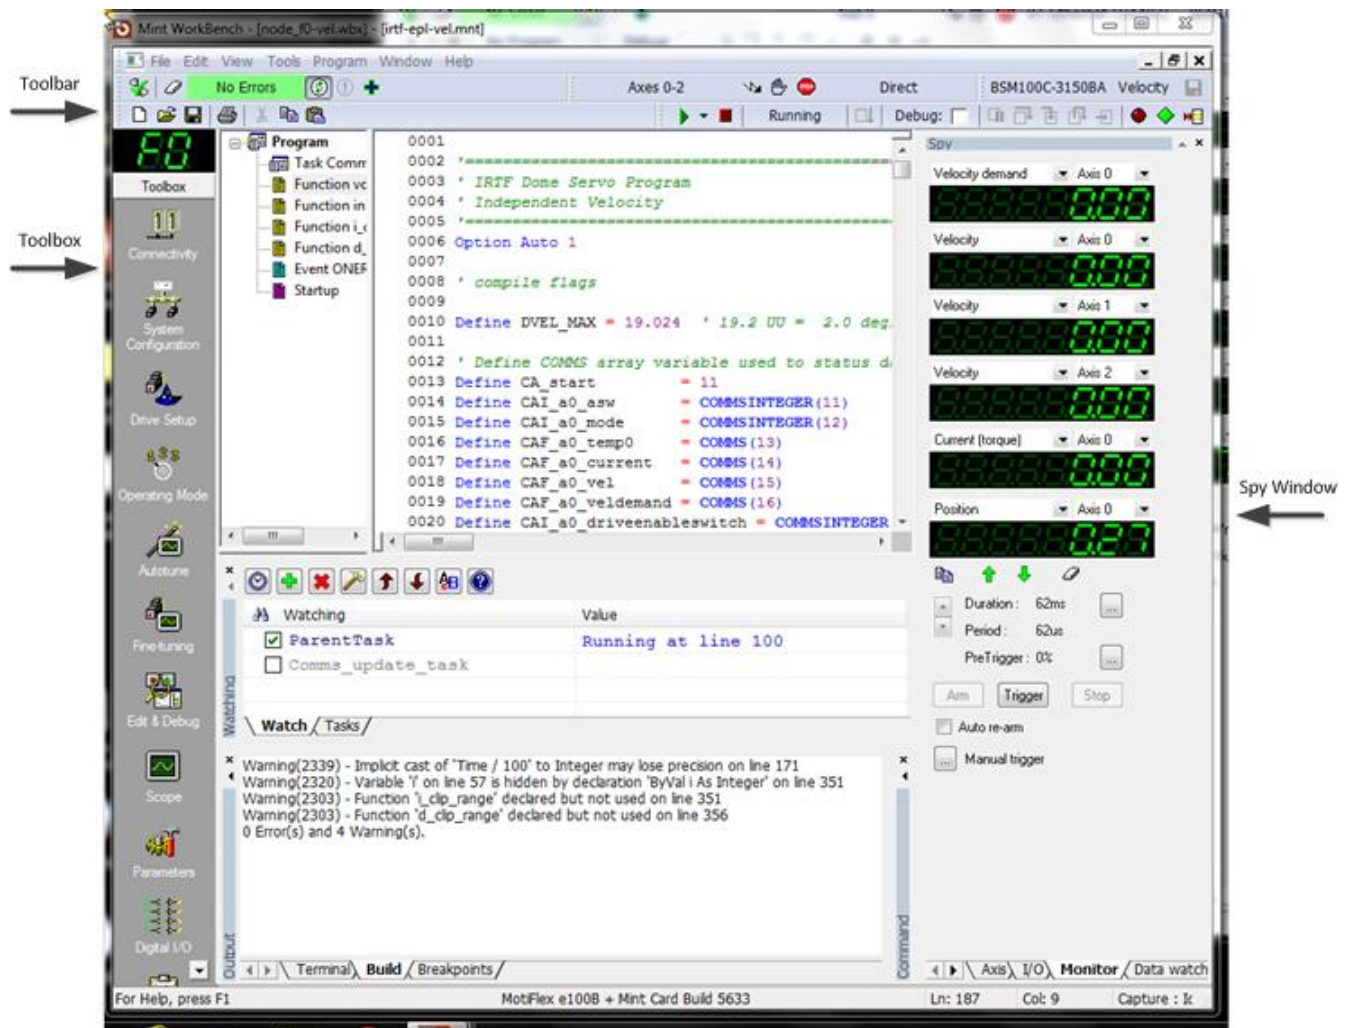 Mint WorkBench - [node_f0-vel.wbx] - [irtf-epl-vel.mnt]
File Edit View Tools Program Window Help
Toolbar
No Errors
Axes 0-2
Direct
BSM100C-3150BA Velocity
Running
Debug:
F0
Toolbox
Toolbox
Connectivity
System
Configuration
Drive Setup
Operating Mode
Autotune
Fine-tuning
Edit & Debug
Scope
Parameters
Digital I/O
Program
Task Comm
Function vc
Function in
Function i_c
Function d_
Event ONER
Startup
0001
0002 '==================================================
0003 ' IRTF Dome Servo Program
0004 ' Independent Velocity
0005 '==================================================
0006 Option Auto 1
0007
0008 ' compile flags
0009
0010 Define DVEL_MAX = 19.024 ' 19.2 UU = 2.0 deg
0011
0012 ' Define COMMS array variable used to status d
0013 Define CA_start = 11
0014 Define CAI_a0_asw = COMMSINTEGER(11)
0015 Define CAI_a0_mode = COMMSINTEGER(12)
0016 Define CAF_a0_temp0 = COMMS(13)
0017 Define CAF_a0_current = COMMS(14)
0018 Define CAF_a0_vel = COMMS(15)
0019 Define CAF_a0_veldemand = COMMS(16)
0020 Define CAI_a0_driveenableswitch = COMMSINTEGER
Spy
Velocity demand Axis 0
0.00
Velocity Axis 0
0.00
Velocity Axis 1
0.00
Velocity Axis 2
0.00
Current (torque) Axis 0
0.00
Position Axis 0
0.27
Spy Window
Duration : 62ms ...
Period : 62us
PreTrigger : 0% ...
Arm Trigger Stop
Auto re-arm
... Manual trigger
Axis I/O Monitor Data watch
Watching
Watching Value
ParentTask Running at line 100
Comms_update_task
Watch Tasks
Warning(2339) - Implicit cast of 'Time / 100' to Integer may lose precision on line 171
Warning(2320) - Variable 'i' on line 57 is hidden by declaration 'ByVal i As Integer' on line 351
Warning(2303) - Function 'i_clip_range' declared but not used on line 351
Warning(2303) - Function 'd_clip_range' declared but not used on line 356
0 Error(s) and 4 Warning(s).
Output
Command
Terminal Build Breakpoints
For Help, press F1
MotiFlex e100B + Mint Card Build 5633
Ln: 187 Col: 9 Capture :